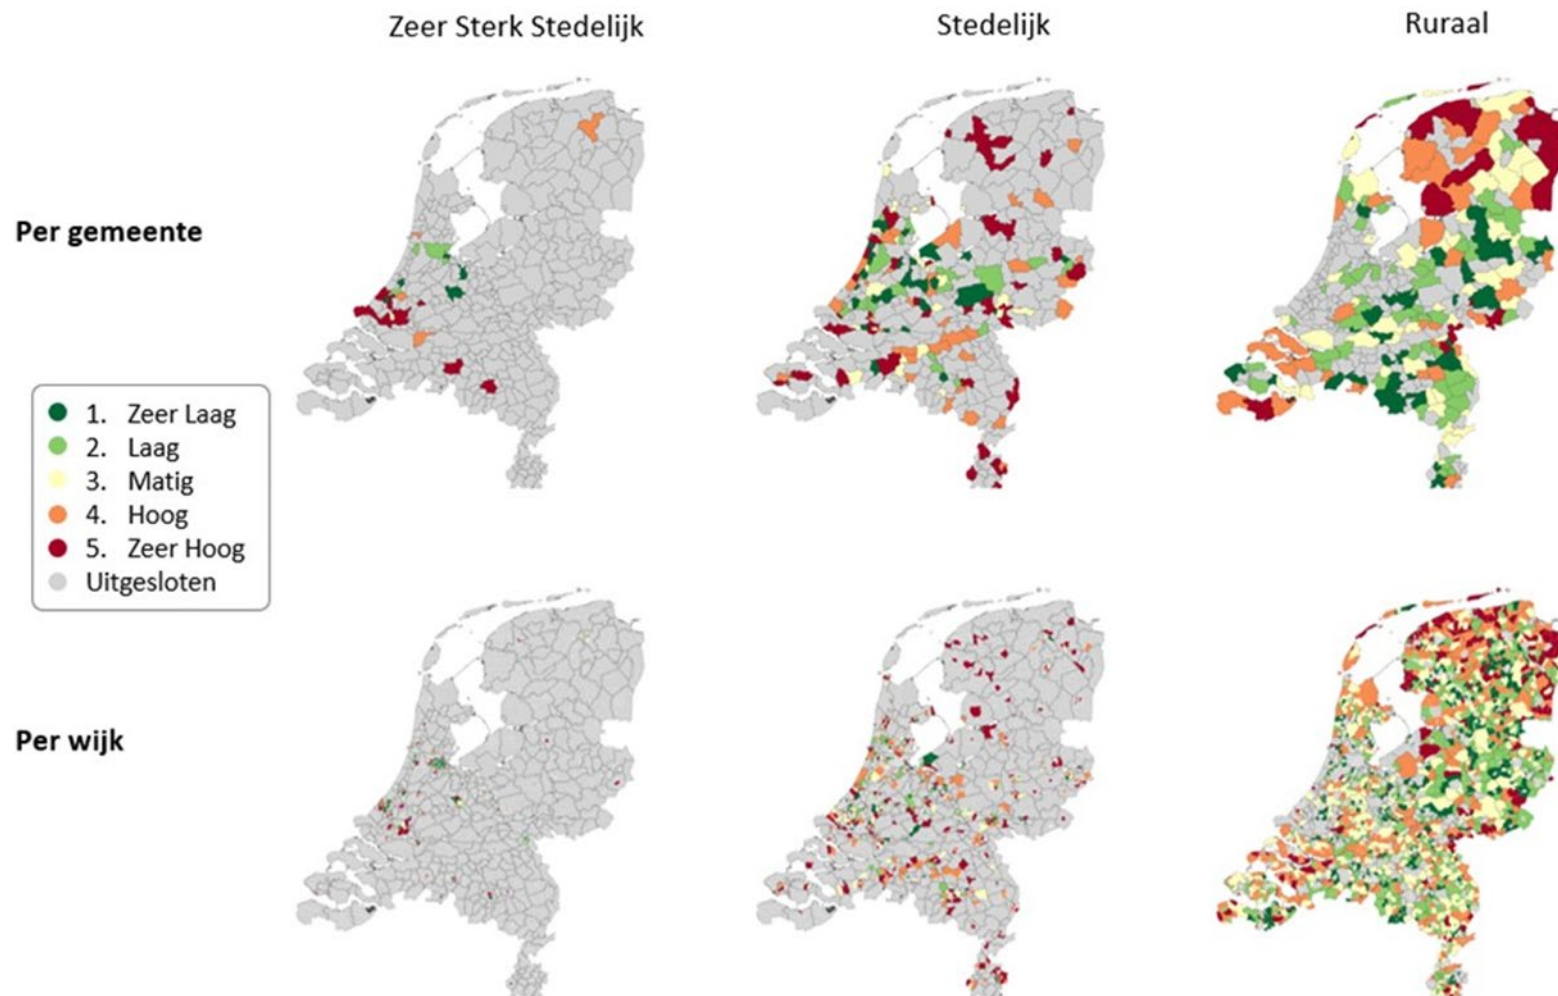 Zeer Sterk Stedelijk
Stedelijk
Ruraal
Per gemeente
1. Zeer Laag
2. Laag
3. Matig
4. Hoog
5. Zeer Hoog
Uitgesloten
Per wijk